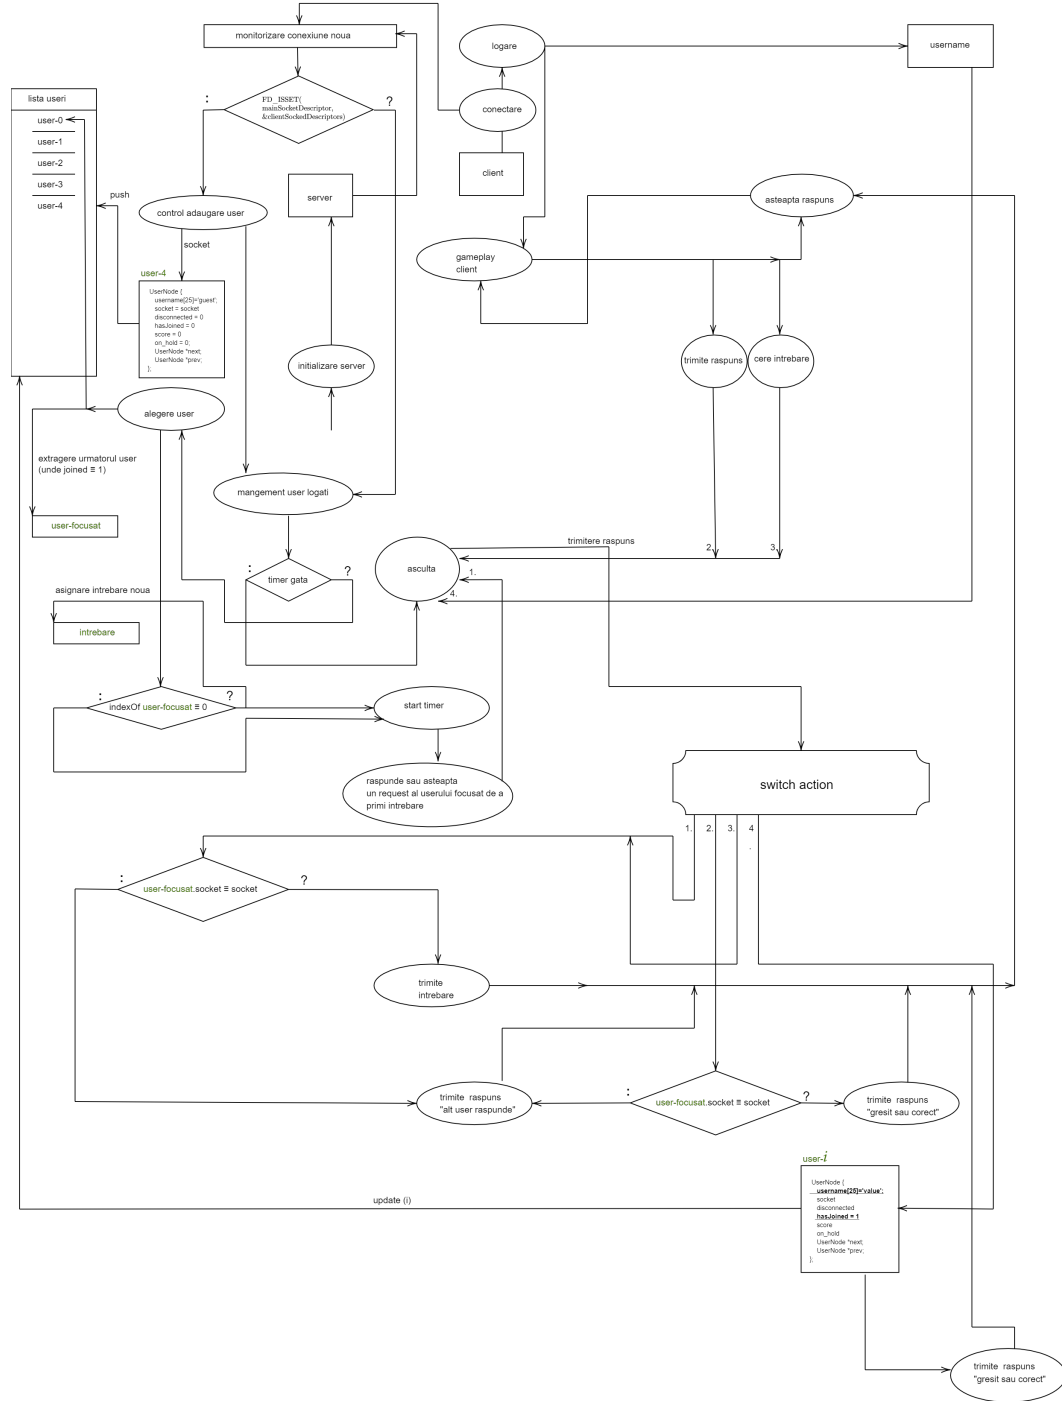 monitorizare conexiune noua
logare
username
lista useri
:
FD_ISSET(
mainSocketDescriptor,
&clientSockedDescriptors)
?
conectare
user-0
user-1
user-2
user-3
user-4
client
push
server
control adaugare user
asteapta raspuns
socket
gameplay
client
user-4
UserNode {
username[25]='guest';
socket = socket
disconnected = 0
hasJoined = 0
score = 0
on_hold = 0;
UserNode *next;
UserNode *prev;
};
initializare server
trimite raspuns
cere intrebare
alegere user
extragere urmatorul user
(unde joined ≡ 1)
mangement user logati
user-focusat
trimitere raspuns
2.
3.
:
timer gata
?
asculta
1.
4.
asignare intrebare noua
intrebare
:
indexOf user-focusat ≡ 0
?
start timer
raspunde sau asteapta
un request al userului focusat de a
primi intrebare
switch action
1.
2.
3.
4
.
:
user-focusat.socket ≡ socket
?
trimite
intrebare
trimite raspuns
"alt user raspunde"
:
user-focusat.socket ≡ socket
?
trimite raspuns
"gresit sau corect"
user-i
UserNode {
username[25]='value';
socket
disconnected
hasJoined = 1
score
on_hold
UserNode *next;
UserNode *prev;
};
update (i)
trimite raspuns
"gresit sau corect"